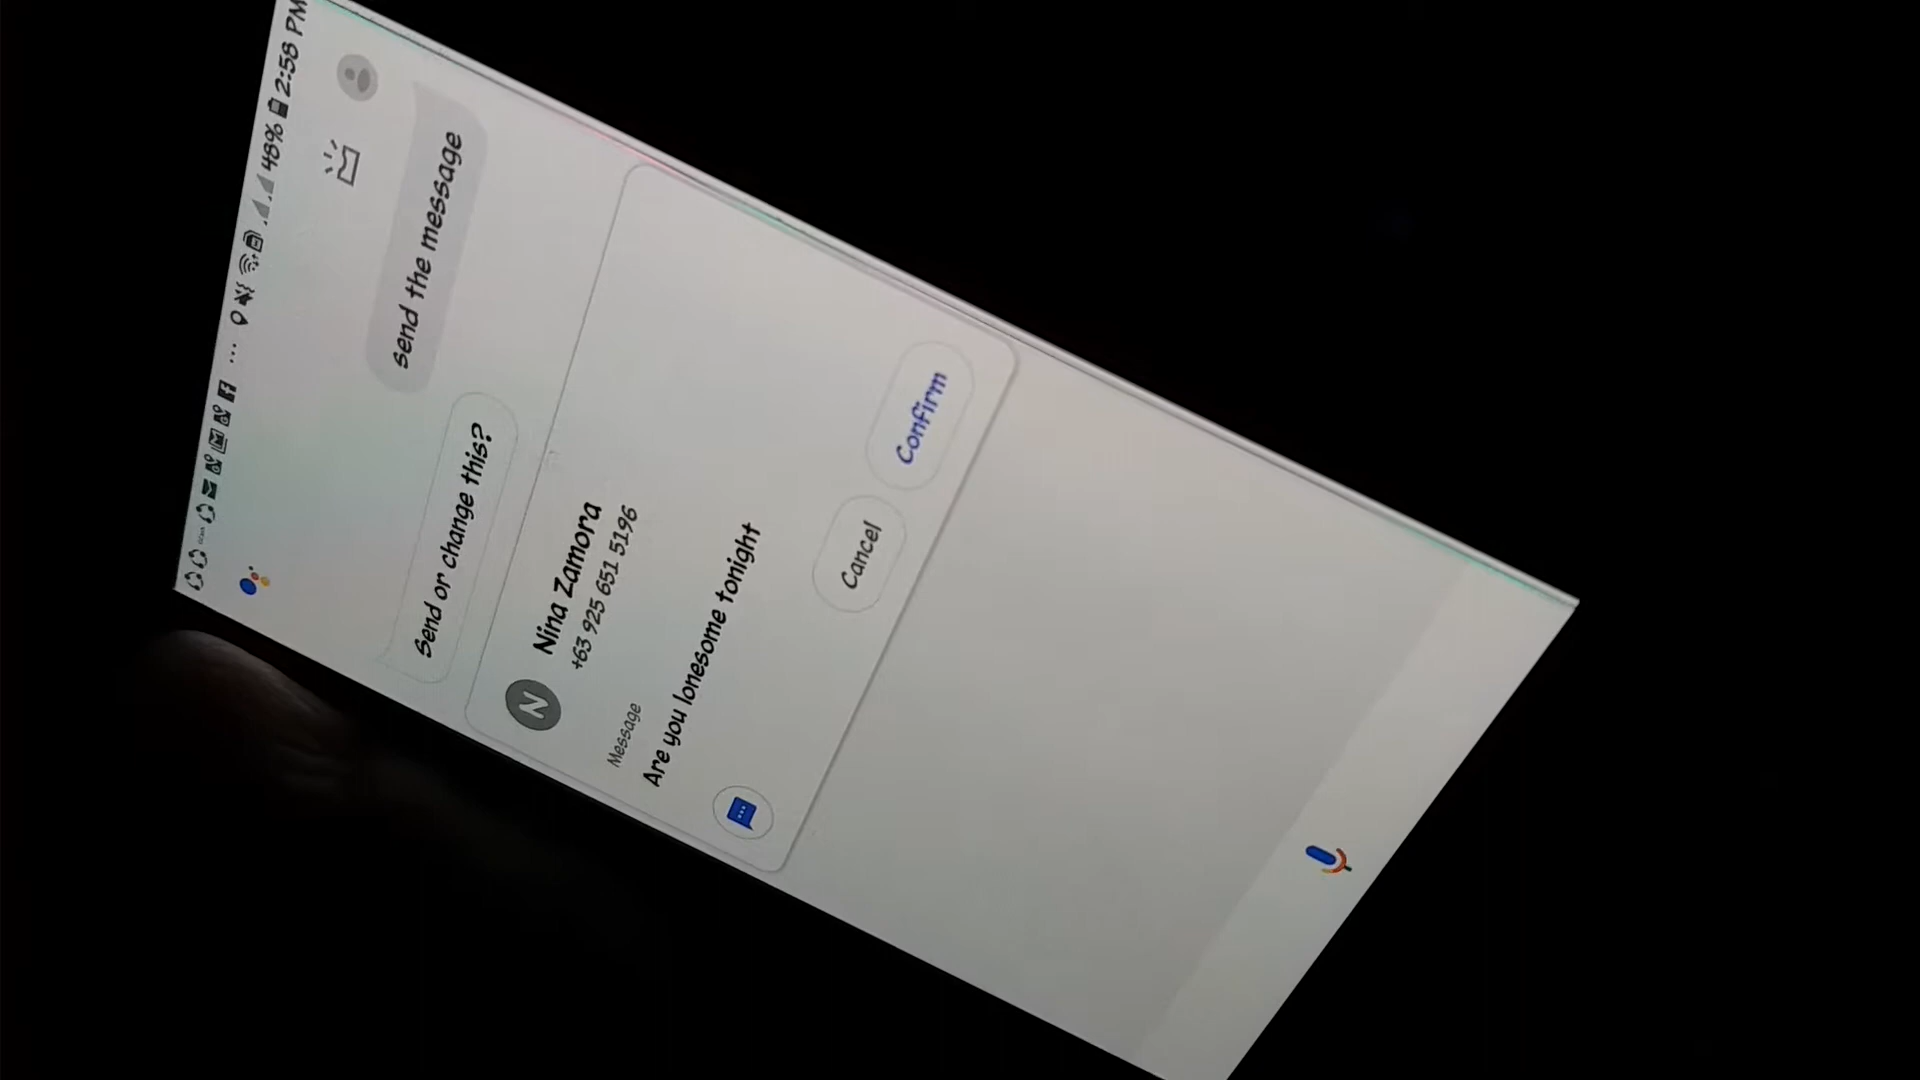 48% 2:58 PM
send the message
Send or change this?
N
Nina Zamora
+63 925 651 5196
Message
Are you lonesome tonight
Cancel
Confirm